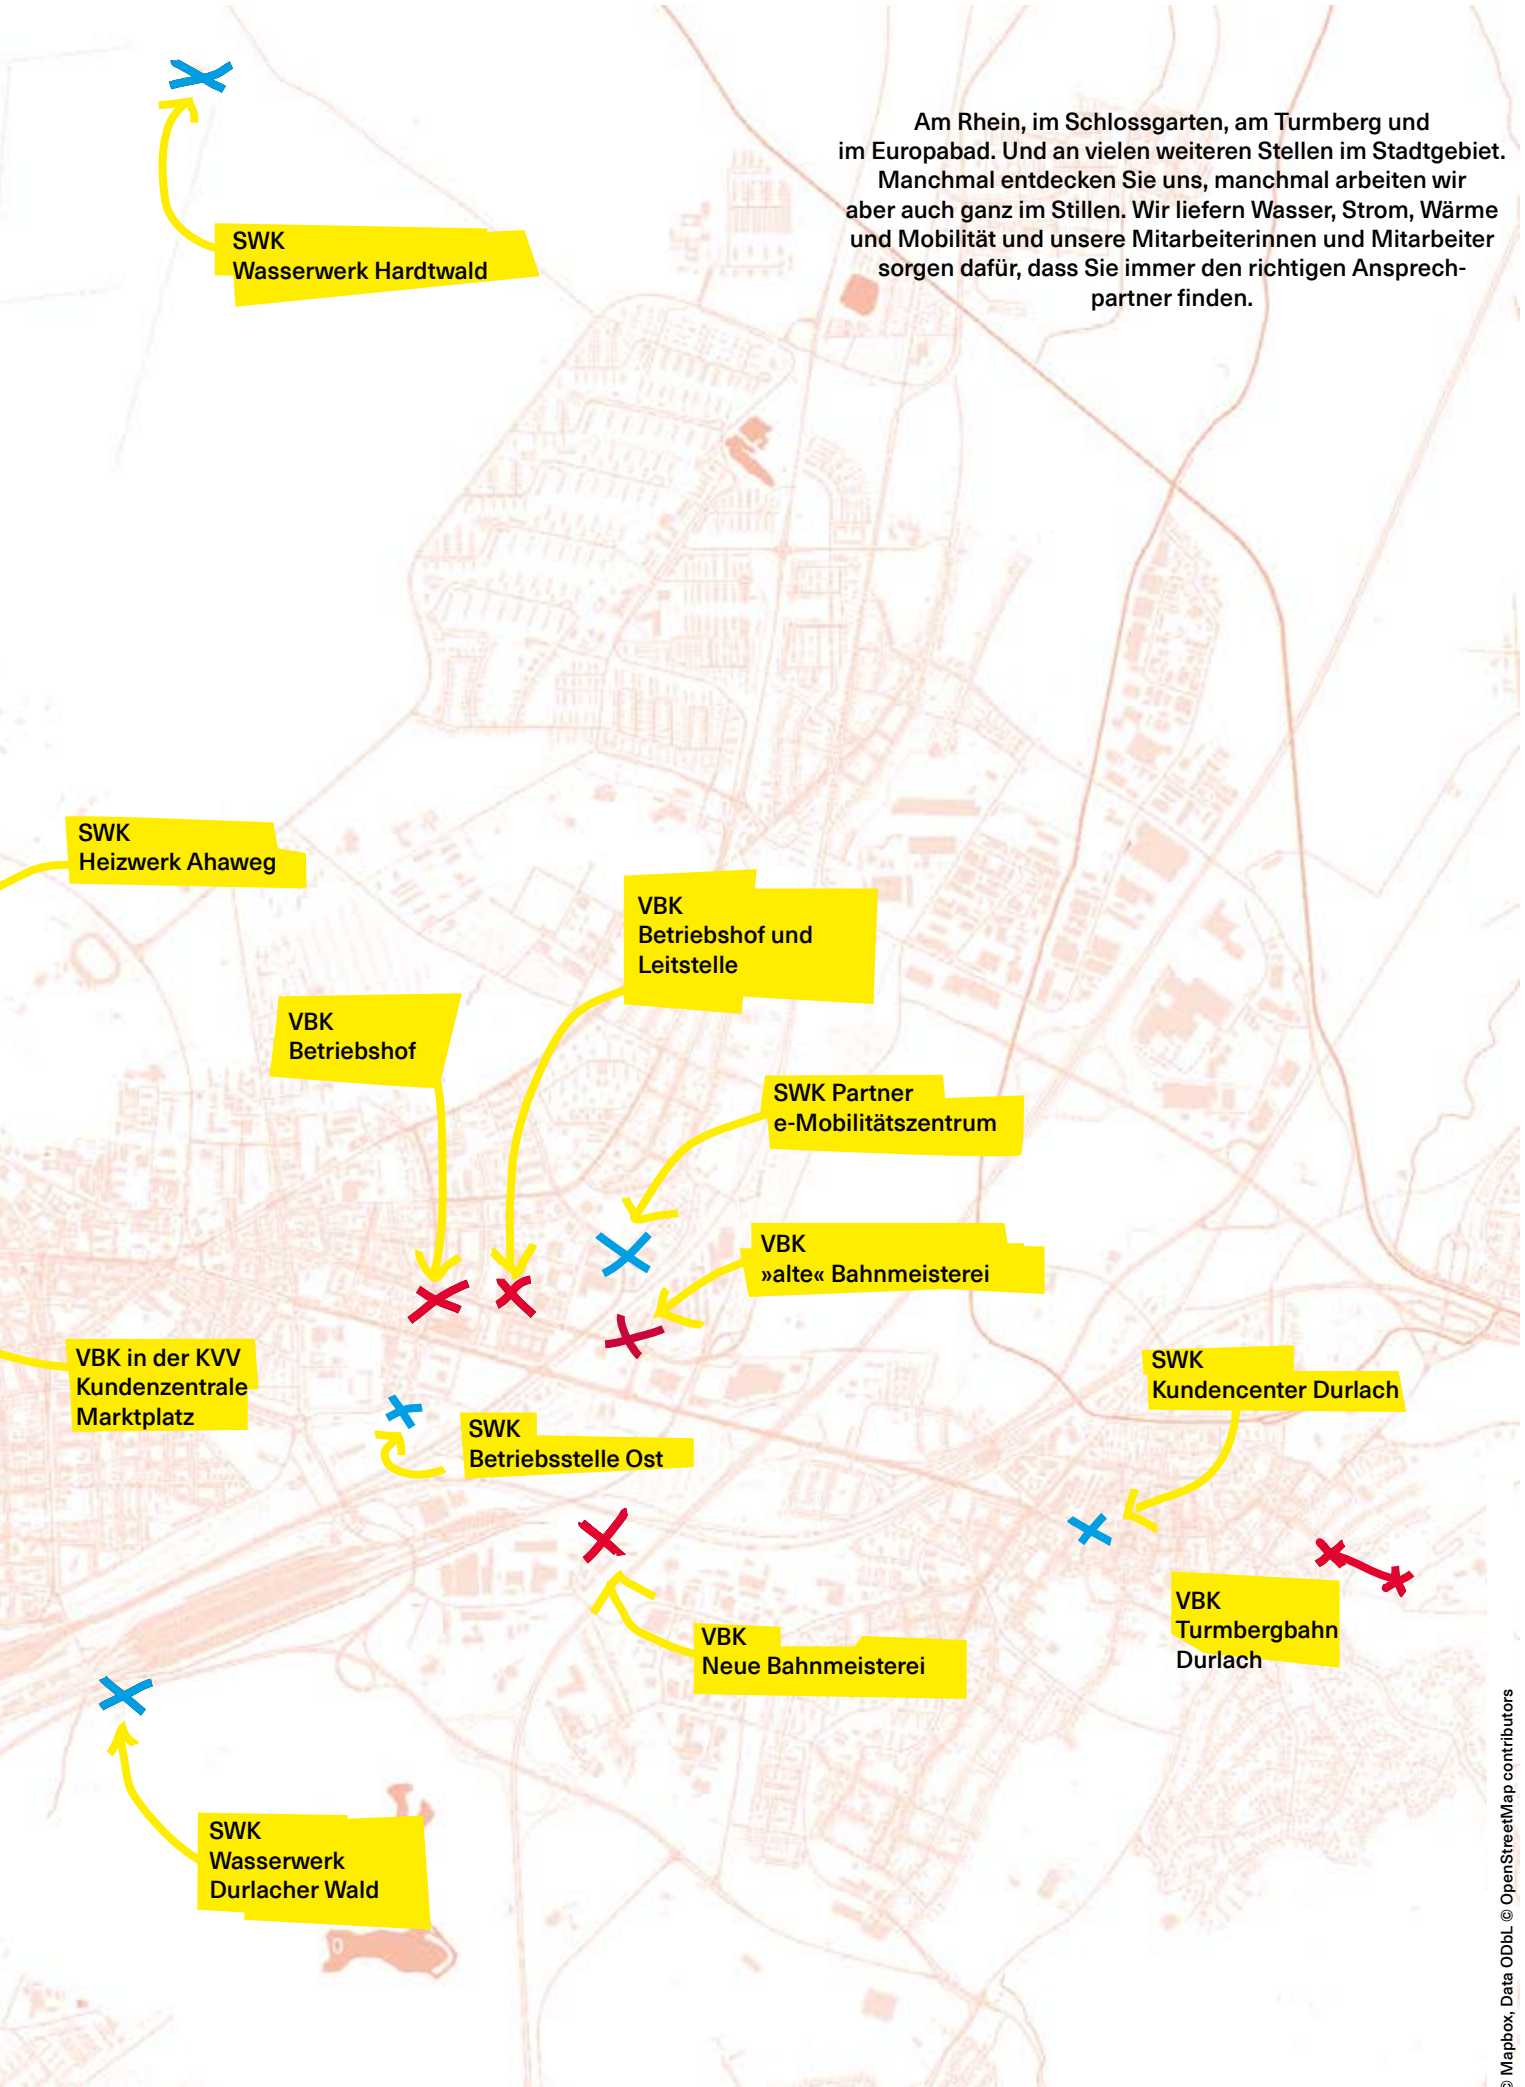 Am Rhein, im Schlossgarten, am Turmberg und
im Europabad. Und an vielen weiteren Stellen im Stadtgebiet.
Manchmal entdecken Sie uns, manchmal arbeiten wir
aber auch ganz im Stillen. Wir liefern Wasser, Strom, Wärme
und Mobilität und unsere Mitarbeiterinnen und Mitarbeiter
sorgen dafür, dass Sie immer den richtigen Ansprech-
partner finden.
SWK
Wasserwerk Hardtwald
SWK
Heizwerk Ahaweg
VBK
Betriebshof und
Leitstelle
VBK
Betriebshof
SWK Partner
e-Mobilitätszentrum
VBK
»alte« Bahnmeisterei
VBK in der KVV
Kundenzentrale
Marktplatz
SWK
Kundencenter Durlach
SWK
Betriebsstelle Ost
VBK
Turmbergbahn
Durlach
VBK
Neue Bahnmeisterei
SWK
Wasserwerk
Durlacher Wald
© Mapbox, Data ODbL © OpenStreetMap contributors